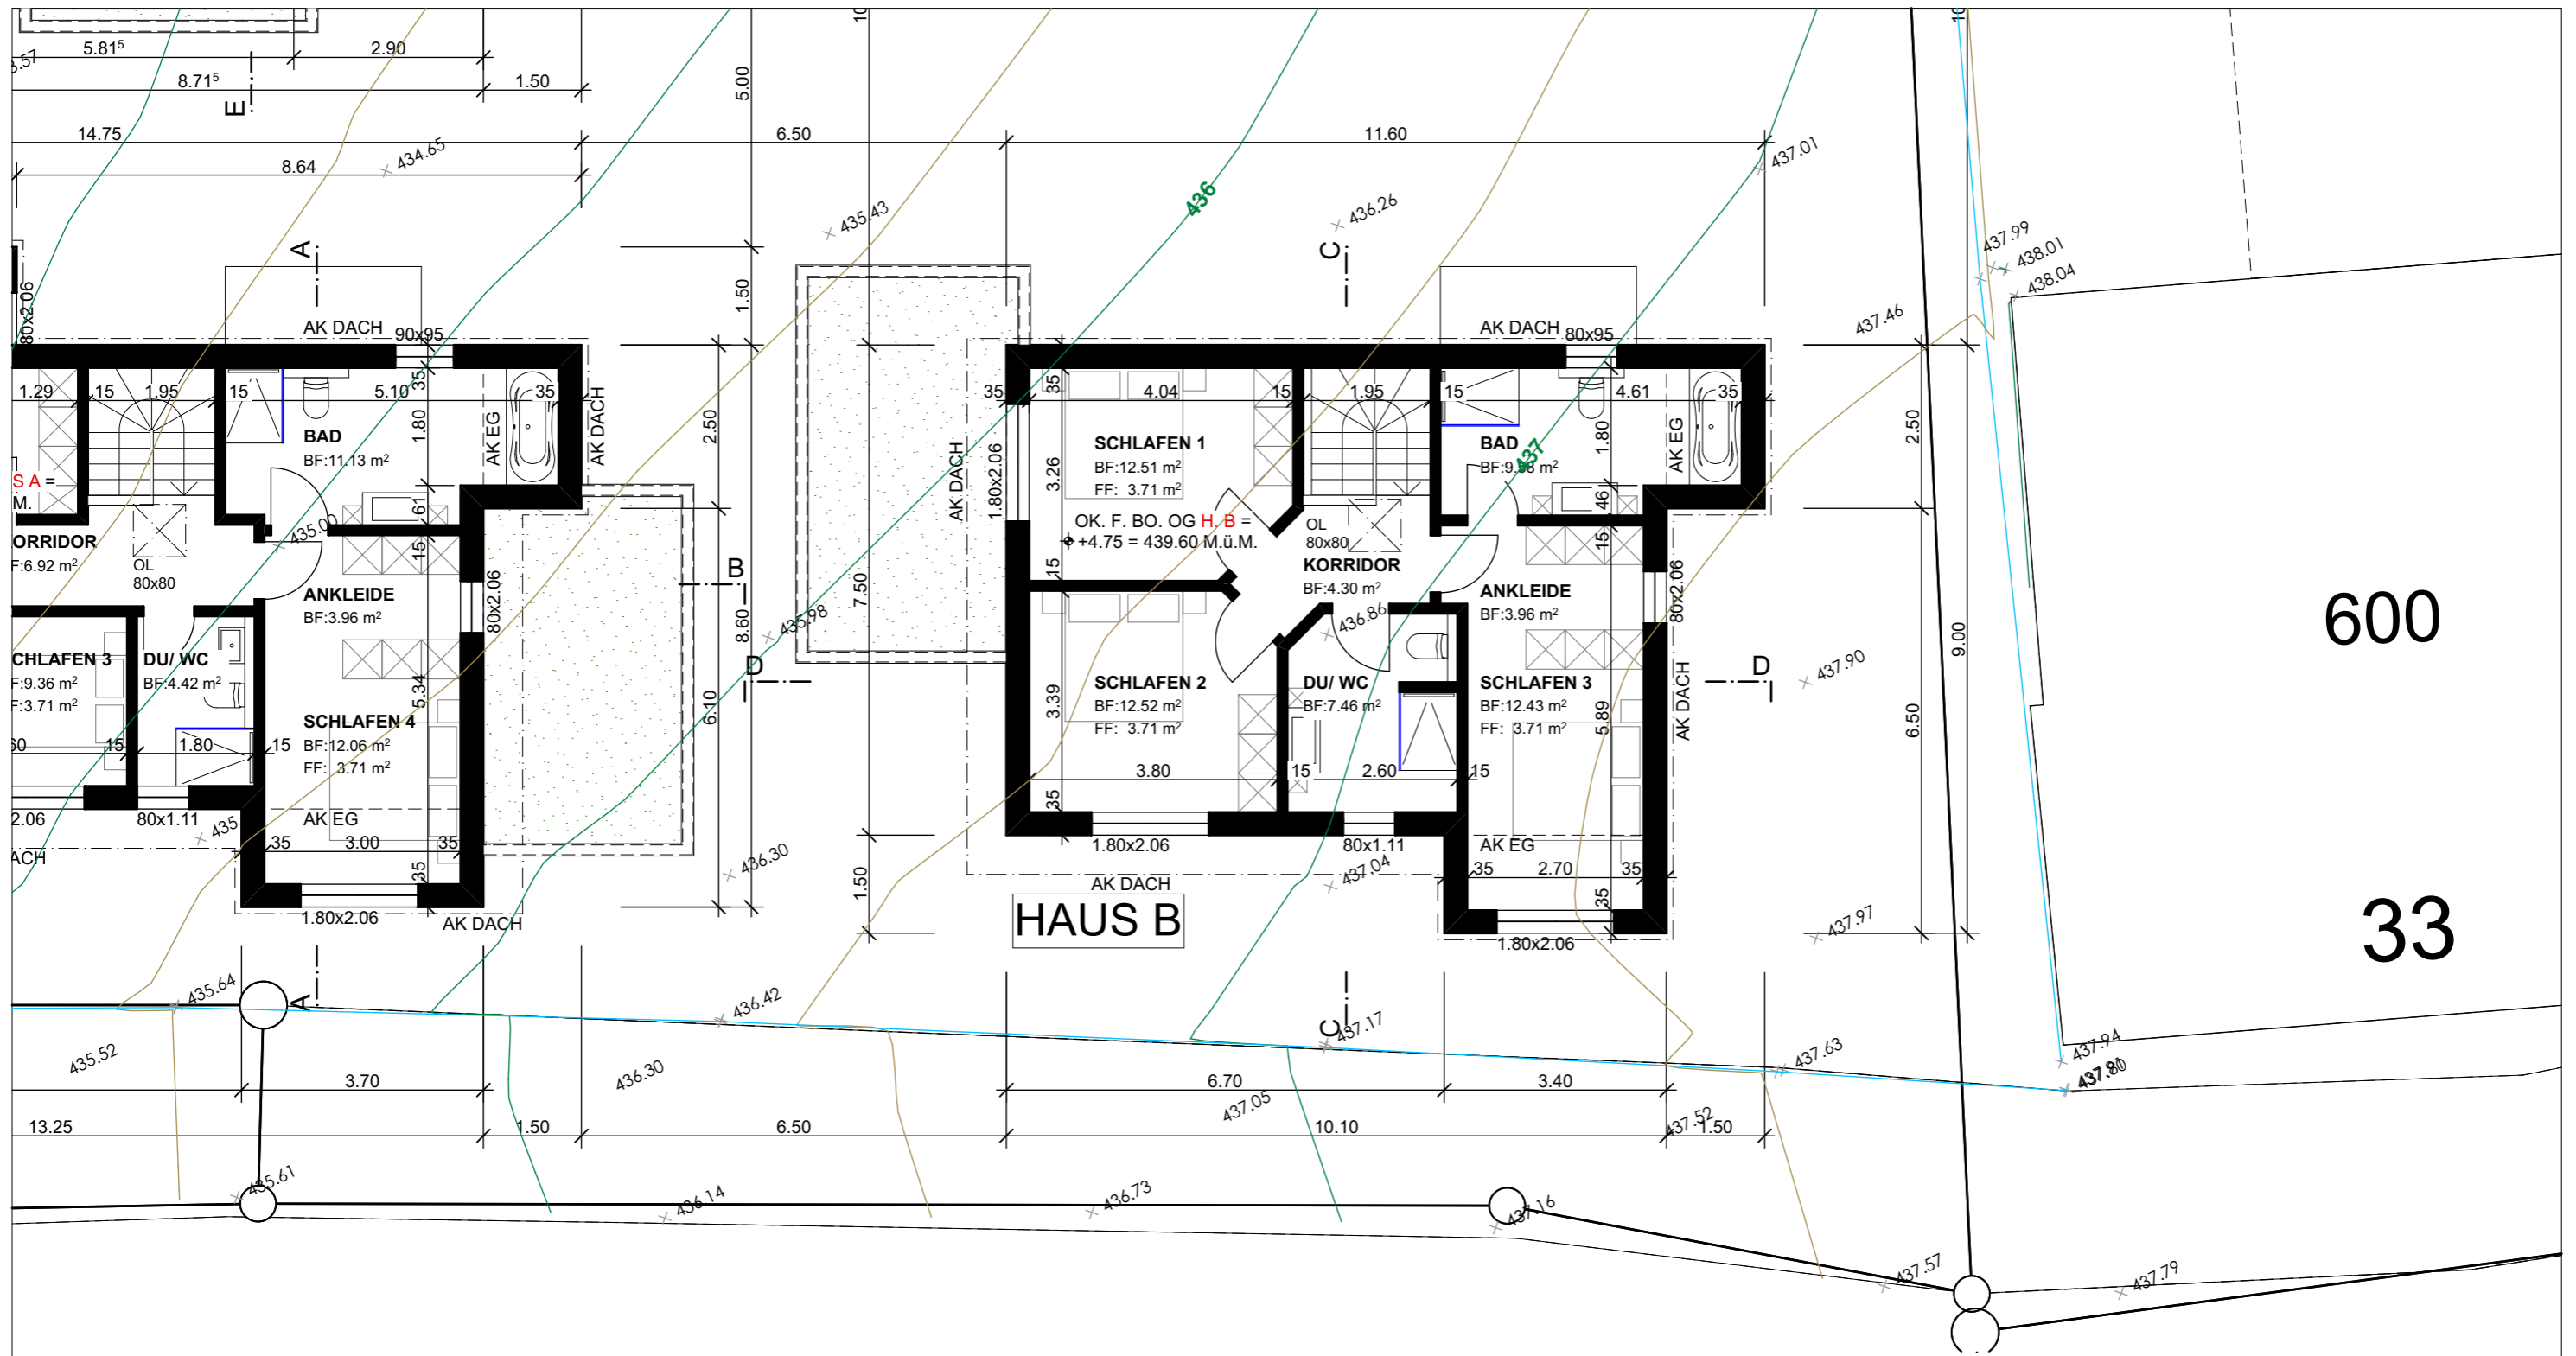 5.81⁵
2.90
8.71⁵
1.50
E
14.75
6.50
11.60
8.64
434.65
5.00
10
10
435.43
436
436.26
437.01
437.99
438.01
438.04
437.46
A
C
1.50
80x2.06
AK DACH
90x95
AK DACH
80x95
1.29
15
1.95
15
5.10
35
35
1.80
AK EG
AK DACH
2.50
BAD
BF:11.13 m²
61
S A =
M.
435.00
ORRIDOR
F:6.92 m²
OL
80x80
15
ANKLEIDE
BF:3.96 m²
80x2.06
B
8.60
435.98
D
6.10
CHLAFEN 3
F:9.36 m²
F:3.71 m²
DU/ WC
BF:4.42 m²
5.34
SCHLAFEN 4
BF:12.06 m²
FF: 3.71 m²
60
15
1.80
15
2.06
80x1.11
435
AK EG
35
3.00
35
35
ACH
1.80x2.06
AK DACH
436.30
7.50
1.50
35
35
4.04
15
1.95
15
4.61
35
AK DACH
1.80x2.06
3.26
SCHLAFEN 1
BF:12.51 m²
FF: 3.71 m²
OK. F. BO. OG H. B =
+4.75 = 439.60 M.ü.M.
15
BAD
437
1.80
46
AK EG
2.50
OL
80x80
KORRIDOR
BF:4.30 m²
436.86
15
ANKLEIDE
BF:3.96 m²
80x2.06
3.39
SCHLAFEN 2
BF:12.52 m²
FF: 3.71 m²
DU/ WC
BF:7.46 m²
SCHLAFEN 3
BF:12.43 m²
FF: 3.71 m²
5.89
AK DACH
D
437.90
6.50
9.00
600
33
3.80
15
2.60
15
35
1.80x2.06
80x1.11
AK EG
437.04
35
2.70
35
35
AK DACH
HAUS B
1.80x2.06
437.97
A
435.64
436.42
C
437.17
437.63
437.94
437.80
435.52
436.30
3.70
6.70
3.40
437.05
437.52
13.25
1.50
6.50
10.10
1.50
435.61
436.14
436.73
437.16
437.57
437.79